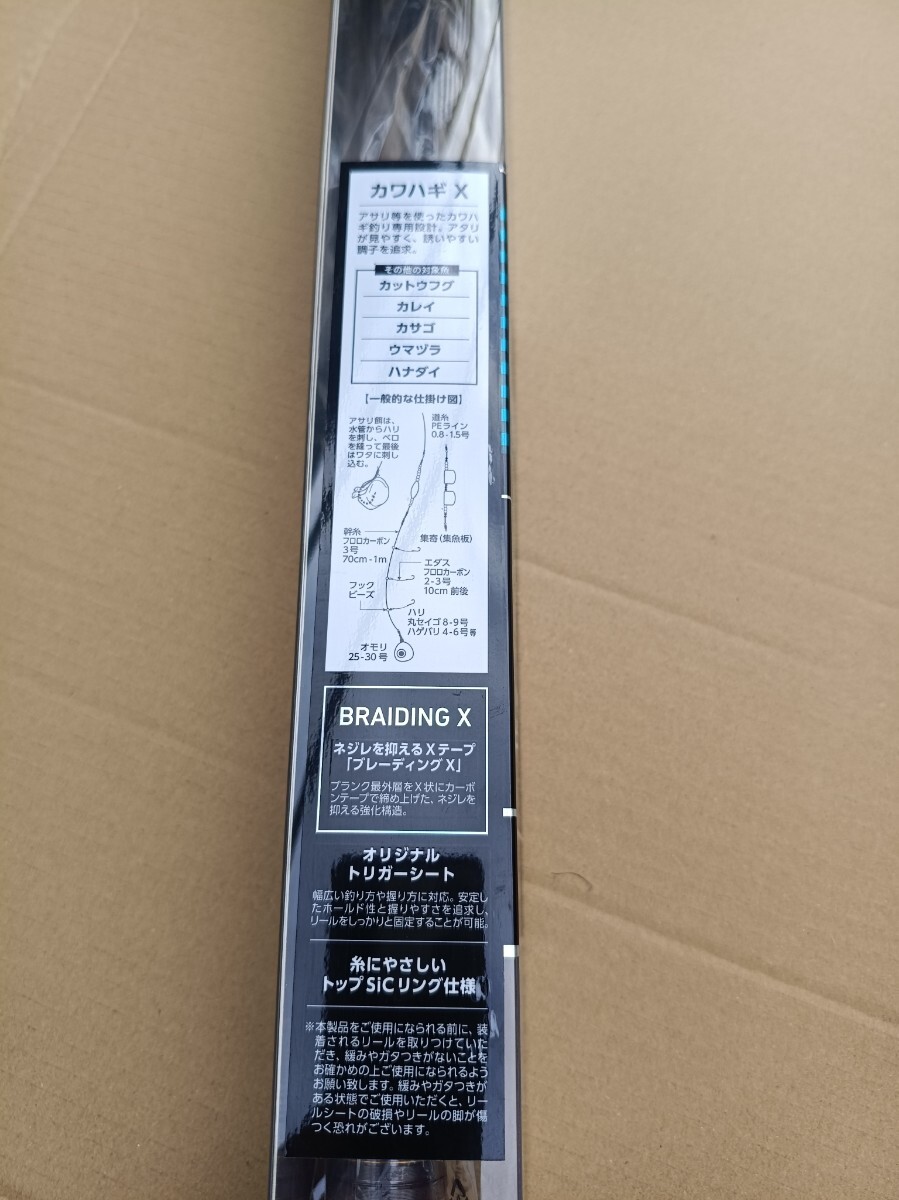 カワハギ X
アサリ等を使ったカワハ
ギ釣り専用設計。アタリ
が見やすく、誘いやすい
調子を追求。
その他の対象魚
カットウフグ
カレイ
カサゴ
ウマヅラ
ハナダイ
【一般的な仕掛け図】
アサリ餌は、
水管からハリ
を刺し、ベロ
を縫って最後
はワタに刺し
込む。
道糸
PEライン
0.8-1.5号
集寄(集魚板)
幹糸
フロロカーボン
3号
70cm-1m
エダス
フロロカーボン
2-3号
10cm前後
フック
ビーズ
ハリ
丸セイゴ8-9号
ハゲバリ4-6号等
オモリ
25-30号
BRAIDING X
ネジレを抑えるXテープ
「ブレーディングX」
ブランク最外層をX状にカーボ
ンテープで締め上げた、ネジレを
抑える強化構造。
オリジナル
トリガーシート
幅広い釣り方や握り方に対応。安定し
たホールド性と握りやすさを追求し、
リールをしっかりと固定することが可能。
糸にやさしい
トップSiCリング仕様
※本製品をご使用になられる前に、装
着されるリールを取りつけていた
だき、緩みやガタつきがないことを
お確かめの上ご使用になられるよう
お願い致します。緩みやガタつきが
ある状態でご使用いただくと、リー
ルシートの破損やリールの脚が傷
つく恐れがございます。